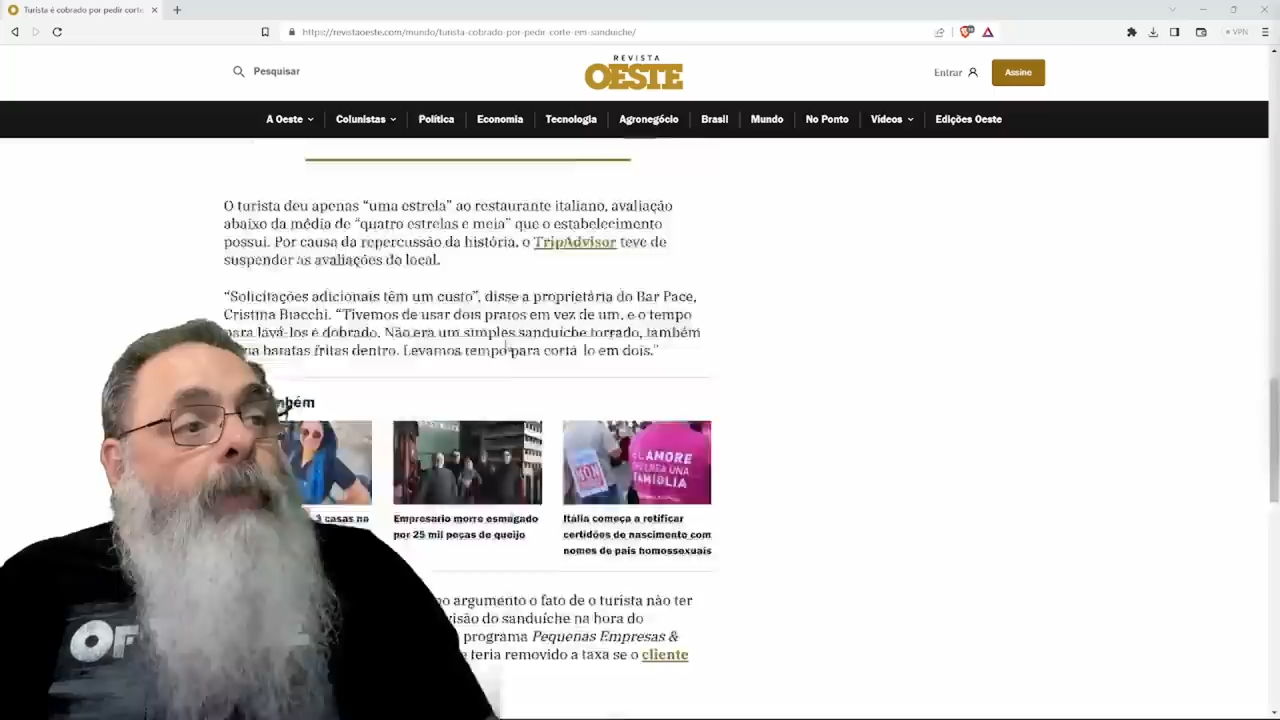 Turista é cobrado por pedir corte
https://revistaoeste.com/mundo/turista-cobrado-por-pedir-corte-em-sanduiche/
VPN
Pesquisar
REVISTA
OESTE
Entrar
Assine
A Oeste
Colunistas
Política
Economia
Tecnologia
Agronegócio
Brasil
Mundo
No Ponto
Vídeos
Edições Oeste
O turista deu apenas “uma estrela” ao restaurante italiano, avaliação
abaixo da média de “quatro estrelas e meia” que o estabelecimento
possui. Por causa da repercussão da história, o TripAdvisor teve de
suspender as avaliações do local.
“Solicitações adicionais têm um custo”, disse a proprietária do Bar Pace,
Cristina Biacchi. “Tivemos de usar dois pratos em vez de um, e o tempo
para lavá-los é dobrado. Não era um simples sanduíche torrado, também
batatas fritas dentro. Levamos tempo para cortá-lo em dois.”
casas na
Empresário morre esmagado
por 25 mil peças de queijo
L'AMORE
CREA UNA
FAMIGLIA
Itália começa a retificar
certidões de nascimento com
nomes de pais homossexuais
argumento o fato de o turista não ter
do sanduíche na hora do
programa Pequenas Empresas &
teria removido a taxa se o cliente